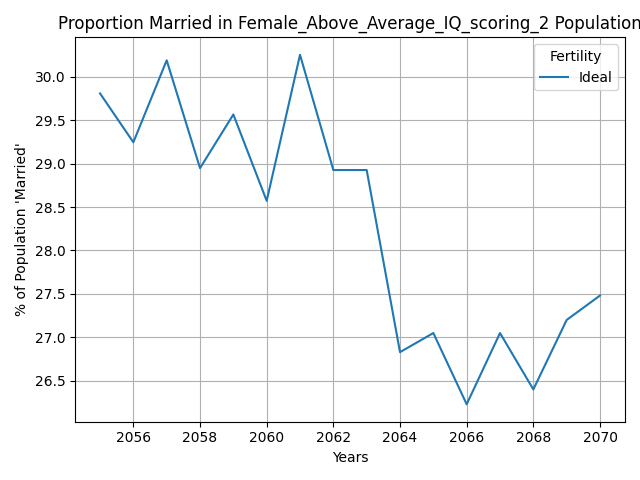 Proportion Married in Female_Above_Average_IQ_scoring_2 Population
Fertility
Ideal
% of Population 'Married'
30.0
29.5
29.0
28.5
28.0
27.5
27.0
26.5
2056 2058 2060 2062 2064 2066 2068 2070
Years